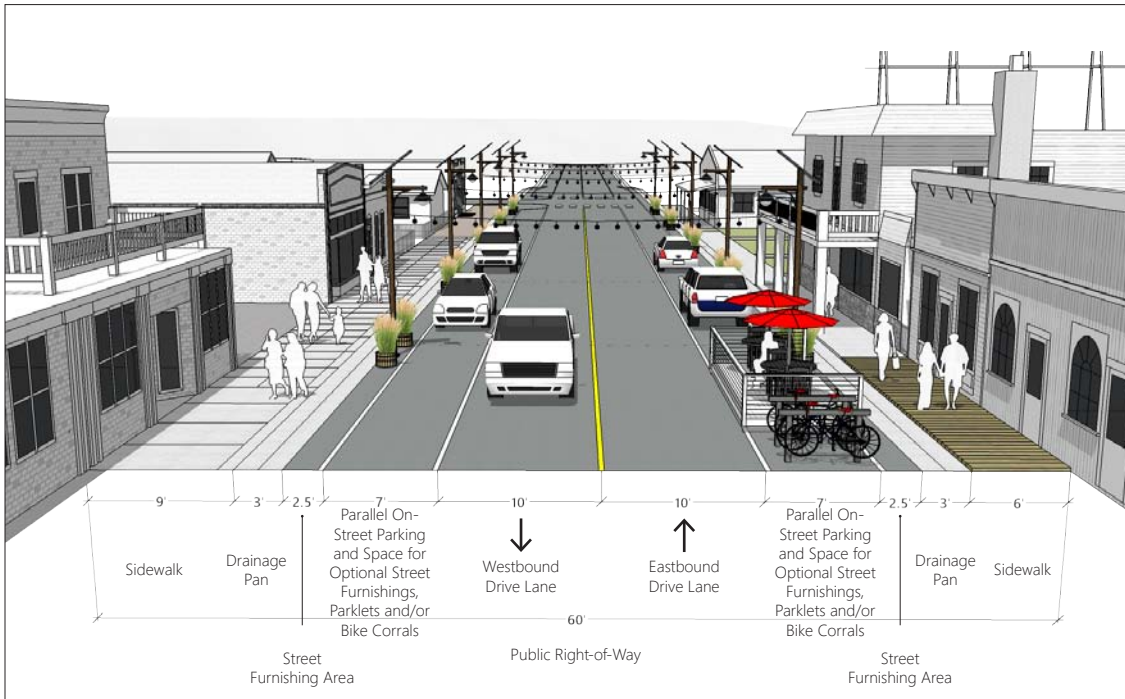 9'
3'
2.5'
7'
10'
10'
7'
2.5'
3'
6'
Sidewalk
Drainage
Pan
Parallel On-
Street Parking
and Space for
Optional Street
Furnishings,
Parklets and/or
Bike Corrals
Westbound
Drive Lane
Eastbound
Drive Lane
Parallel On-
Street Parking
and Space for
Optional Street
Furnishings,
Parklets and/or
Bike Corrals
Drainage
Pan
Sidewalk
60'
Street
Furnishing Area
Public Right-of-Way
Street
Furnishing Area